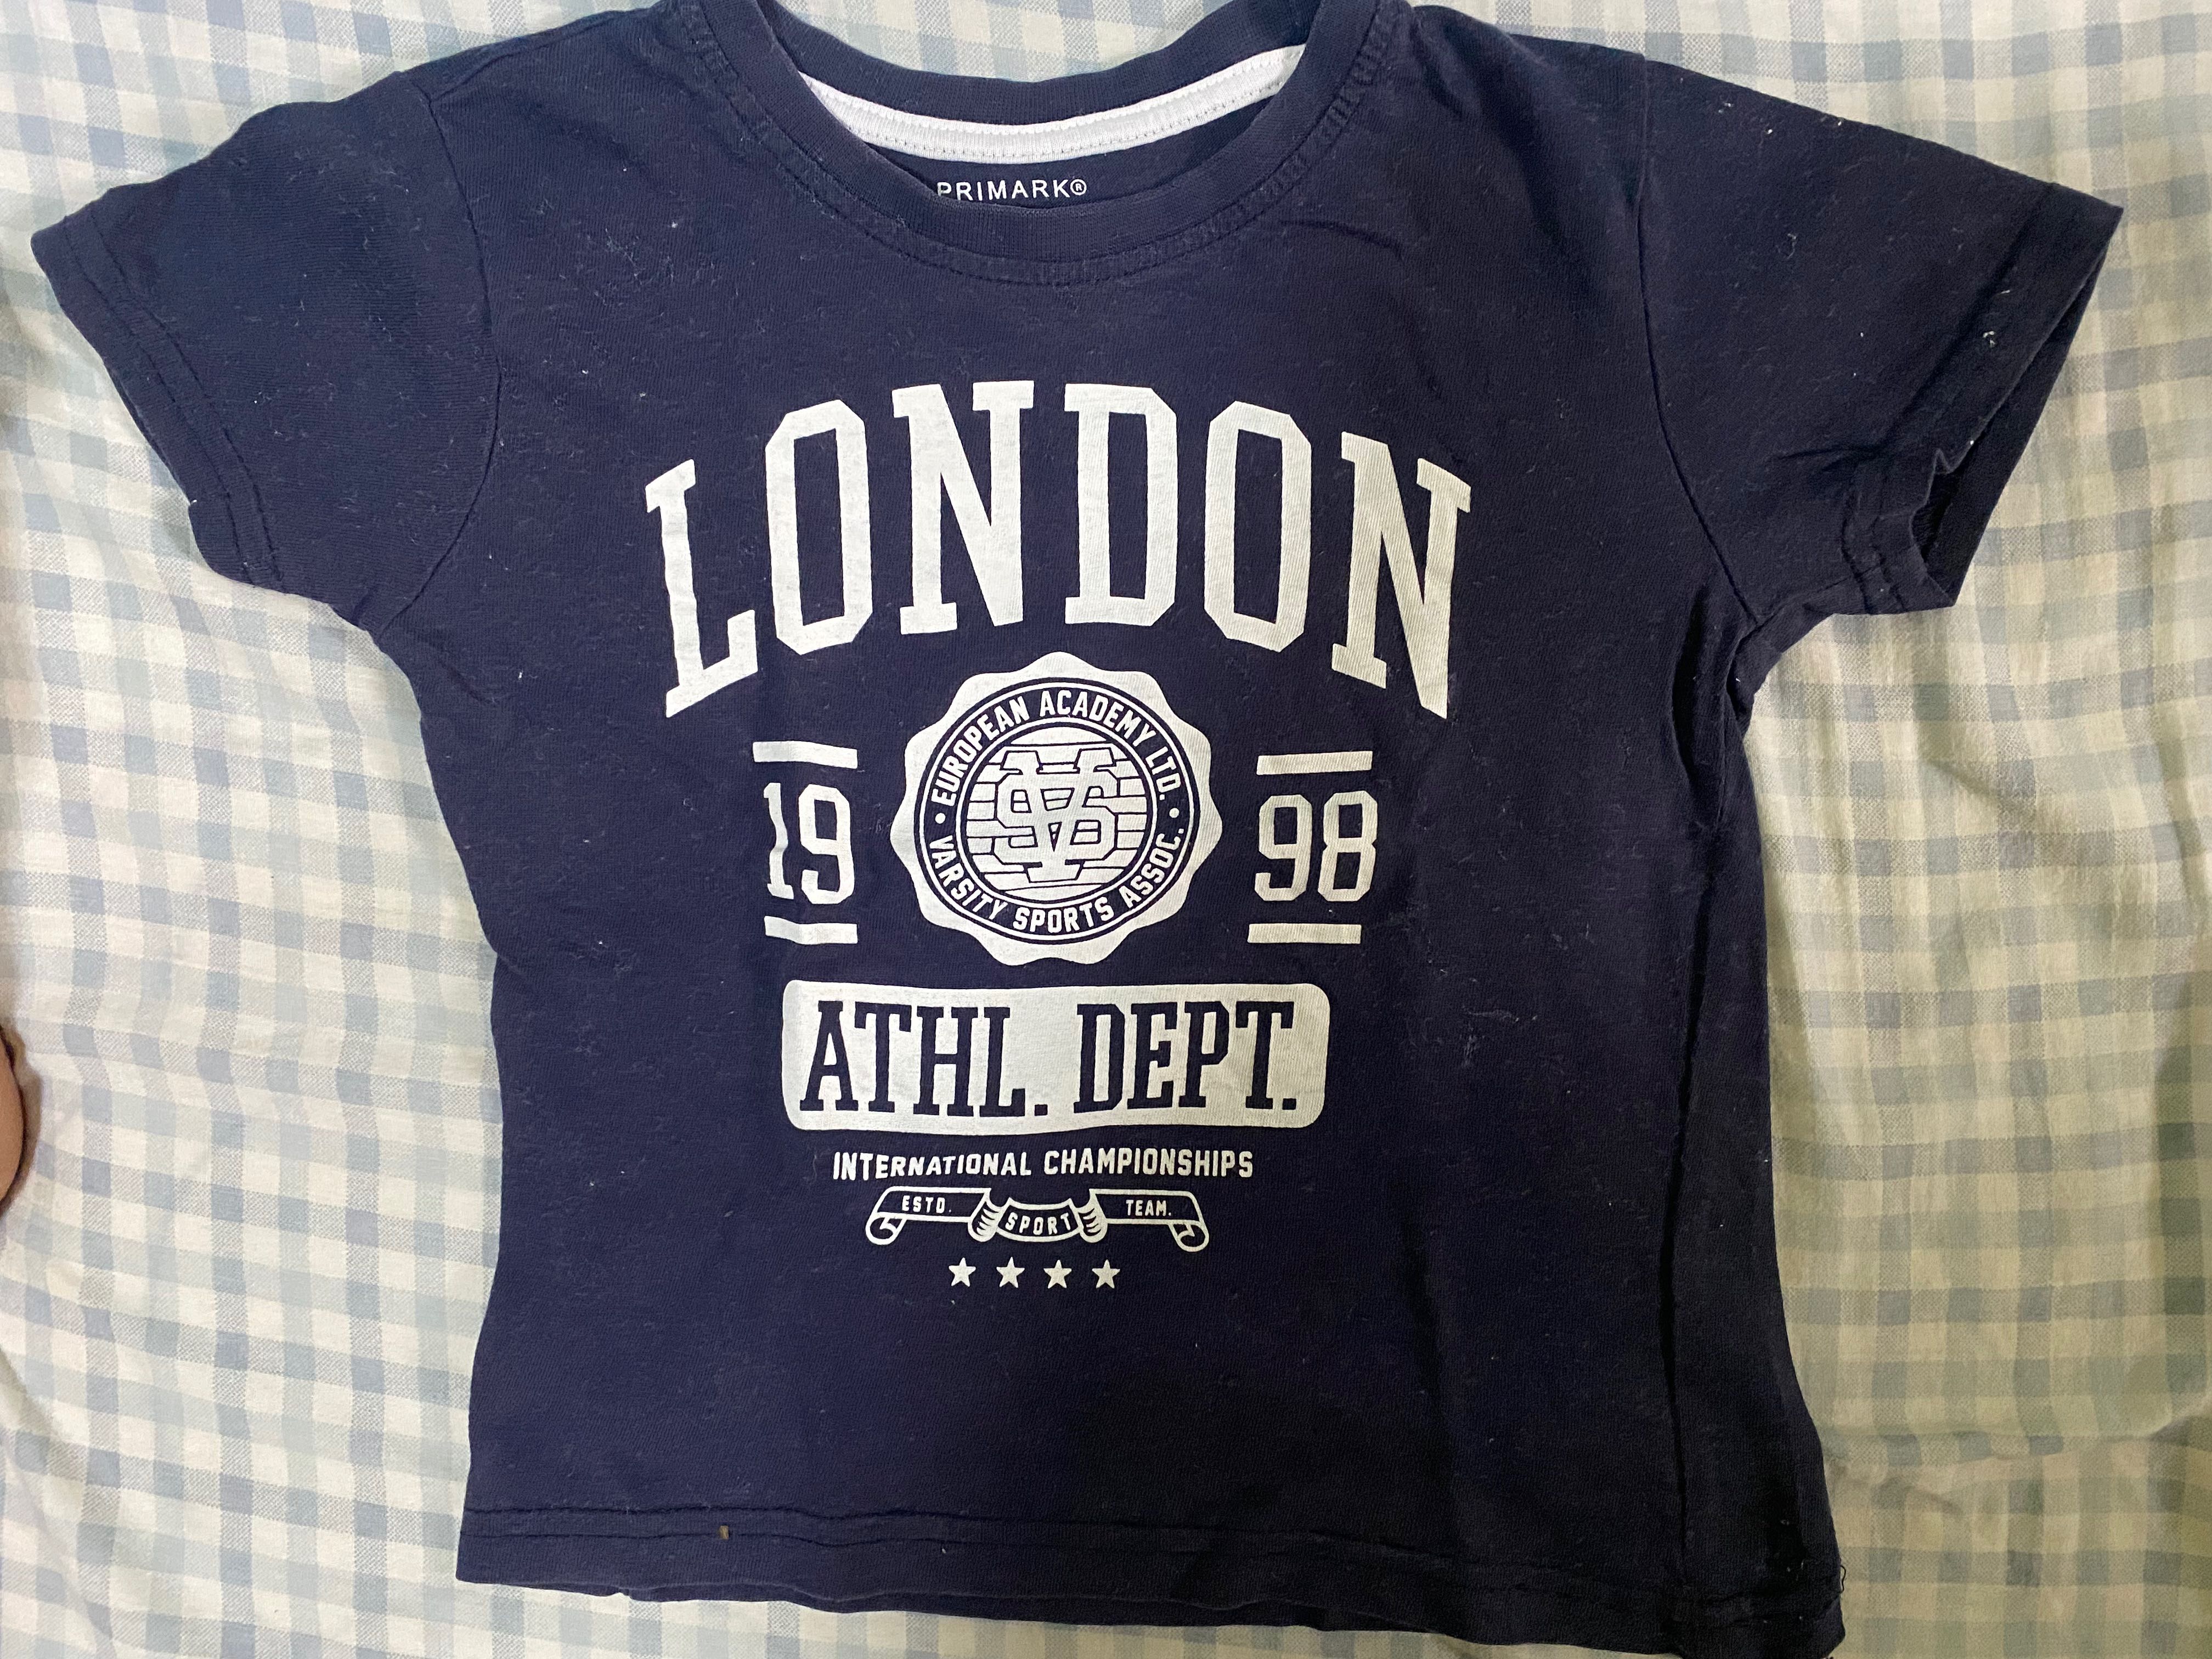 PRIMARK®
LONDON
EUROPEAN ACADEMY LTD.
19 VS 98
VARSITY SPORTS ASSOC.
ATHL. DEPT.
INTERNATIONAL CHAMPIONSHIPS
ESTD. SPORT TEAM.